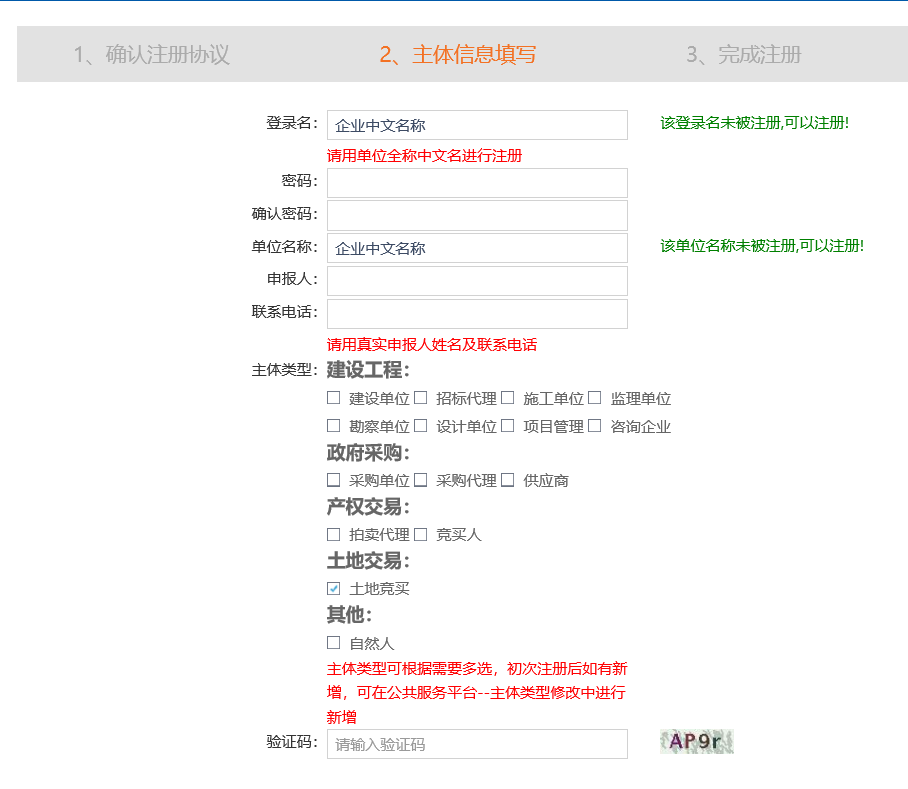 1、确认注册协议 2、主体信息填写 3、完成注册
登录名： 企业中文名称 该登录名未被注册,可以注册!
请用单位全称中文名进行注册
密码：
确认密码：
单位名称： 企业中文名称 该单位名称未被注册,可以注册!
申报人：
联系电话：
请用真实申报人姓名及联系电话
主体类型： 建设工程：
建设单位 招标代理 施工单位 监理单位
勘察单位 设计单位 项目管理 咨询企业
政府采购：
采购单位 采购代理 供应商
产权交易：
拍卖代理 竞买人
土地交易：
土地竞买
其他：
自然人
主体类型可根据需要多选，初次注册后如有新
增，可在公共服务平台--主体类型修改中进行
新增
验证码： 请输入验证码 AP9r